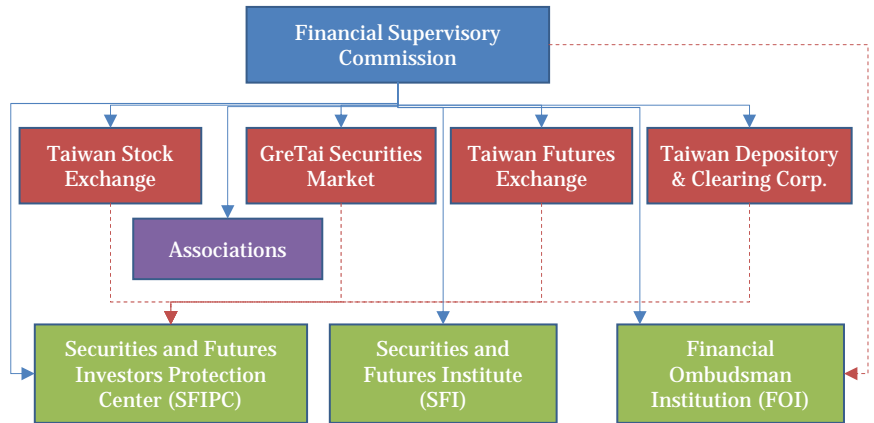 Financial Supervisory
Commission
Taiwan Stock
Exchange
GreTai Securities
Market
Taiwan Futures
Exchange
Taiwan Depository
& Clearing Corp.
Associations
Securities and Futures
Investors Protection
Center (SFIPC)
Securities and
Futures Institute
(SFI)
Financial
Ombudsman
Institution (FOI)